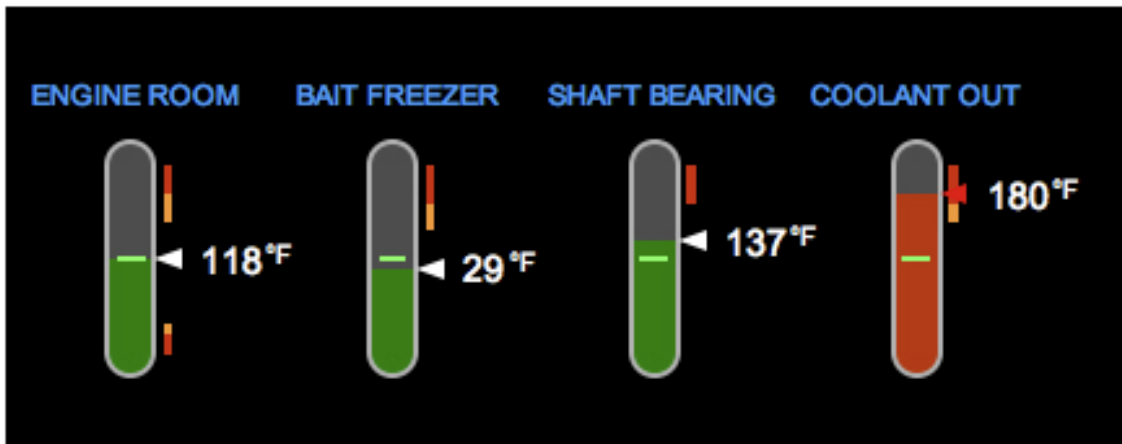 ENGINE ROOM BAIT FREEZER SHAFT BEARING COOLANT OUT
118°F 29°F 137°F 180°F